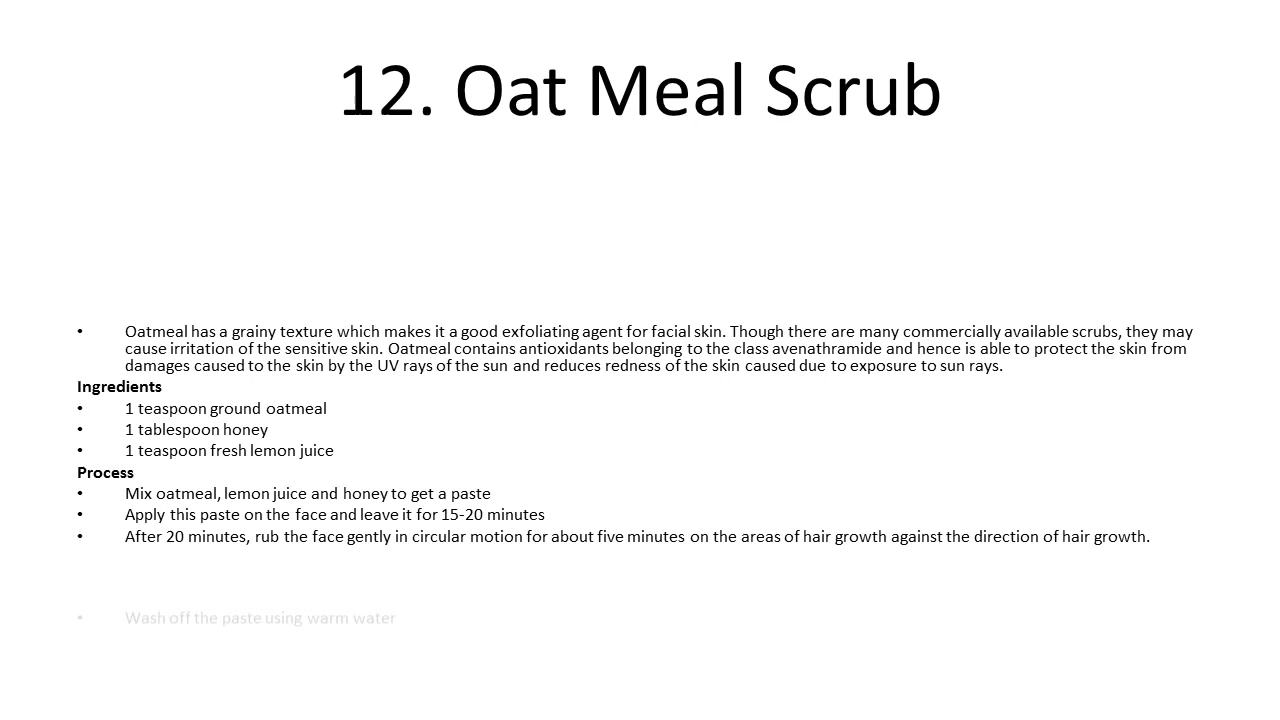 12. Oat Meal Scrub
• Oatmeal has a grainy texture which makes it a good exfoliating agent for facial skin. Though there are many commercially available scrubs, they may
cause irritation of the sensitive skin. Oatmeal contains antioxidants belonging to the class avenathramide and hence is able to protect the skin from
damages caused to the skin by the UV rays of the sun and reduces redness of the skin caused due to exposure to sun rays.
Ingredients
• 1 teaspoon ground oatmeal
• 1 tablespoon honey
• 1 teaspoon fresh lemon juice
Process
• Mix oatmeal, lemon juice and honey to get a paste
• Apply this paste on the face and leave it for 15-20 minutes
• After 20 minutes, rub the face gently in circular motion for about five minutes on the areas of hair growth against the direction of hair growth.
• Wash off the paste using warm water